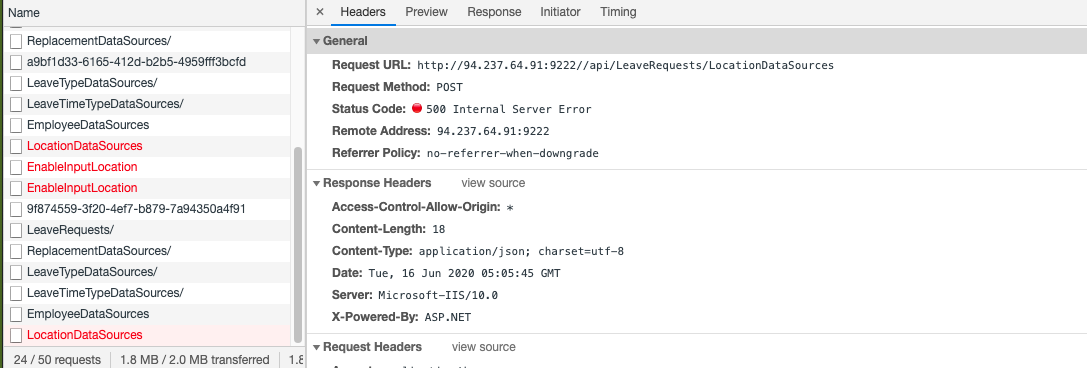 Name
ReplacementDataSources/
a9bf1d33-6165-412d-b2b5-4959fff3bcfd
LeaveTypeDataSources/
LeaveTimeTypeDataSources/
EmployeeDataSources
LocationDataSources
EnableInputLocation
EnableInputLocation
9f874559-3f20-4ef7-b879-7a94350a4f91
LeaveRequests/
ReplacementDataSources/
LeaveTypeDataSources/
LeaveTimeTypeDataSources/
EmployeeDataSources
LocationDataSources
24 / 50 requests 1.8 MB / 2.0 MB transferred 1.8
× Headers Preview Response Initiator Timing
General
Request URL: http://94.237.64.91:9222//api/LeaveRequests/LocationDataSources
Request Method: POST
Status Code: 500 Internal Server Error
Remote Address: 94.237.64.91:9222
Referrer Policy: no-referrer-when-downgrade
Response Headers view source
Access-Control-Allow-Origin: *
Content-Length: 18
Content-Type: application/json; charset=utf-8
Date: Tue, 16 Jun 2020 05:05:45 GMT
Server: Microsoft-IIS/10.0
X-Powered-By: ASP.NET
Request Headers view source